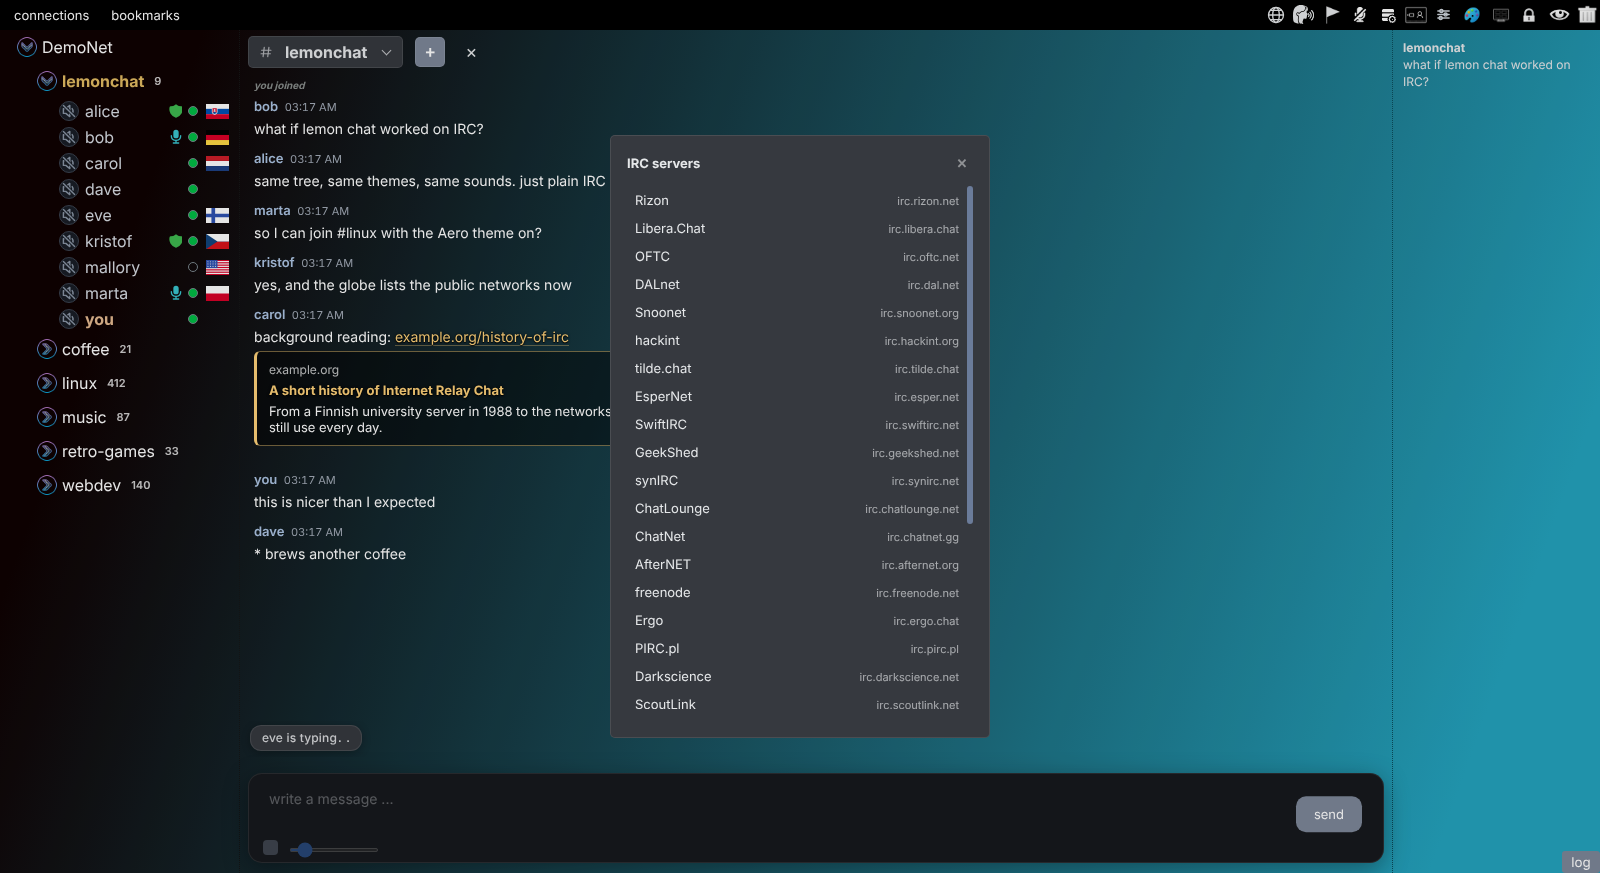 connections bookmarks
DemoNet
lemonchat 9
alice
bob
carol
dave
eve
kristof
mallory
marta
you
coffee 21
linux 412
music 87
retro-games 33
webdev 140
# lemonchat + ×
you joined
bob 03:17 AM
what if lemon chat worked on IRC?
alice 03:17 AM
same tree, same themes, same sounds. just plain IRC
marta 03:17 AM
so I can join #linux with the Aero theme on?
kristof 03:17 AM
yes, and the globe lists the public networks now
carol 03:17 AM
background reading: example.org/history-of-irc
example.org
A short history of Internet Relay Chat
From a Finnish university server in 1988 to the networks
still use every day.
you 03:17 AM
this is nicer than I expected
dave 03:17 AM
* brews another coffee
eve is typing. .
write a message ...
send
IRC servers ×
Rizon irc.rizon.net
Libera.Chat irc.libera.chat
OFTC irc.oftc.net
DALnet irc.dal.net
Snoonet irc.snoonet.org
hackint irc.hackint.org
tilde.chat irc.tilde.chat
EsperNet irc.esper.net
SwiftIRC irc.swiftirc.net
GeekShed irc.geekshed.net
synIRC irc.synirc.net
ChatLounge irc.chatlounge.net
ChatNet irc.chatnet.gg
AfterNET irc.afternet.org
freenode irc.freenode.net
Ergo irc.ergo.chat
PIRC.pl irc.pirc.pl
Darkscience irc.darkscience.net
ScoutLink irc.scoutlink.net
lemonchat
what if lemon chat worked on
IRC?
log